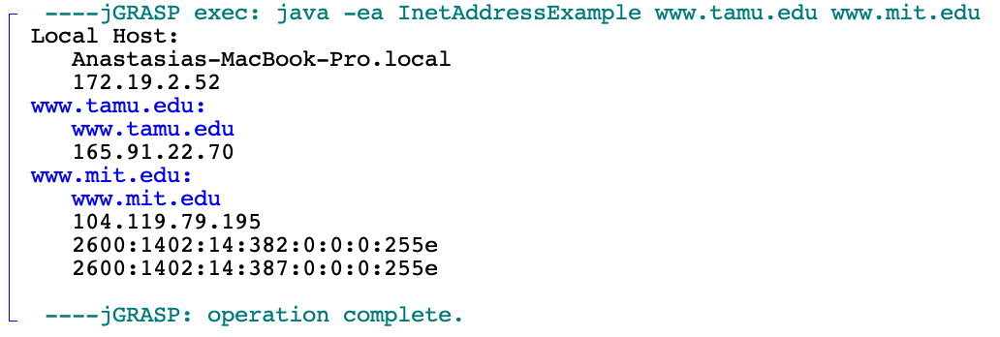 ----jGRASP exec: java -ea InetAddressExample www.tamu.edu www.mit.edu
Local Host:
Anastasias-MacBook-Pro.local
172.19.2.52
www.tamu.edu:
www.tamu.edu
165.91.22.70
www.mit.edu:
www.mit.edu
104.119.79.195
2600:1402:14:382:0:0:0:255e
2600:1402:14:387:0:0:0:255e
----jGRASP: operation complete.